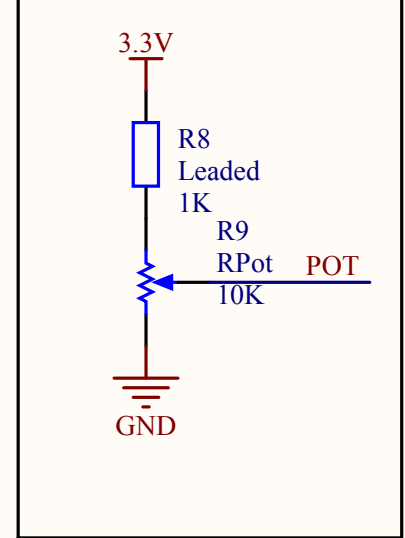 3.3V
R8
Leaded
1K
R9
RPot
POT
10K
GND